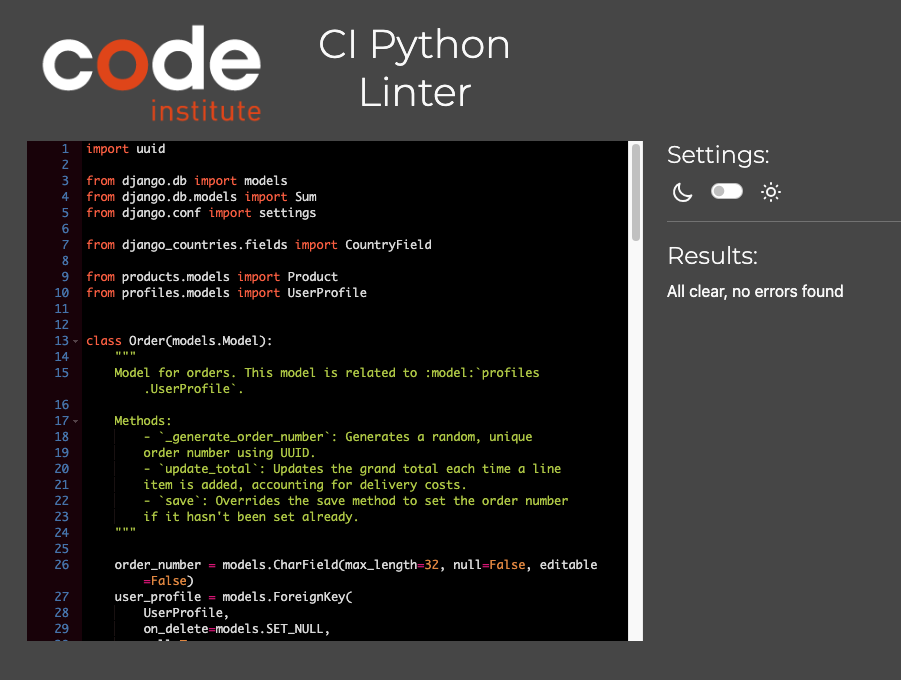 code
institute
CI Python
Linter
1 import uuid
2
3 from django.db import models
4 from django.db.models import Sum
5 from django.conf import settings
6
7 from django_countries.fields import CountryField
8
9 from products.models import Product
10 from profiles.models import UserProfile
11
12
13 class Order(models.Model):
14 """
15 Model for orders. This model is related to :model:`profiles
.UserProfile`.
16
17 Methods:
18 - `_generate_order_number`: Generates a random, unique
19 order number using UUID.
20 - `update_total`: Updates the grand total each time a line
21 item is added, accounting for delivery costs.
22 - `save`: Overrides the save method to set the order number
23 if it hasn't been set already.
24 """
25
26 order_number = models.CharField(max_length=32, null=False, editable
=False)
27 user_profile = models.ForeignKey(
28 UserProfile,
29 on_delete=models.SET_NULL,
Settings:
Results:
All clear, no errors found